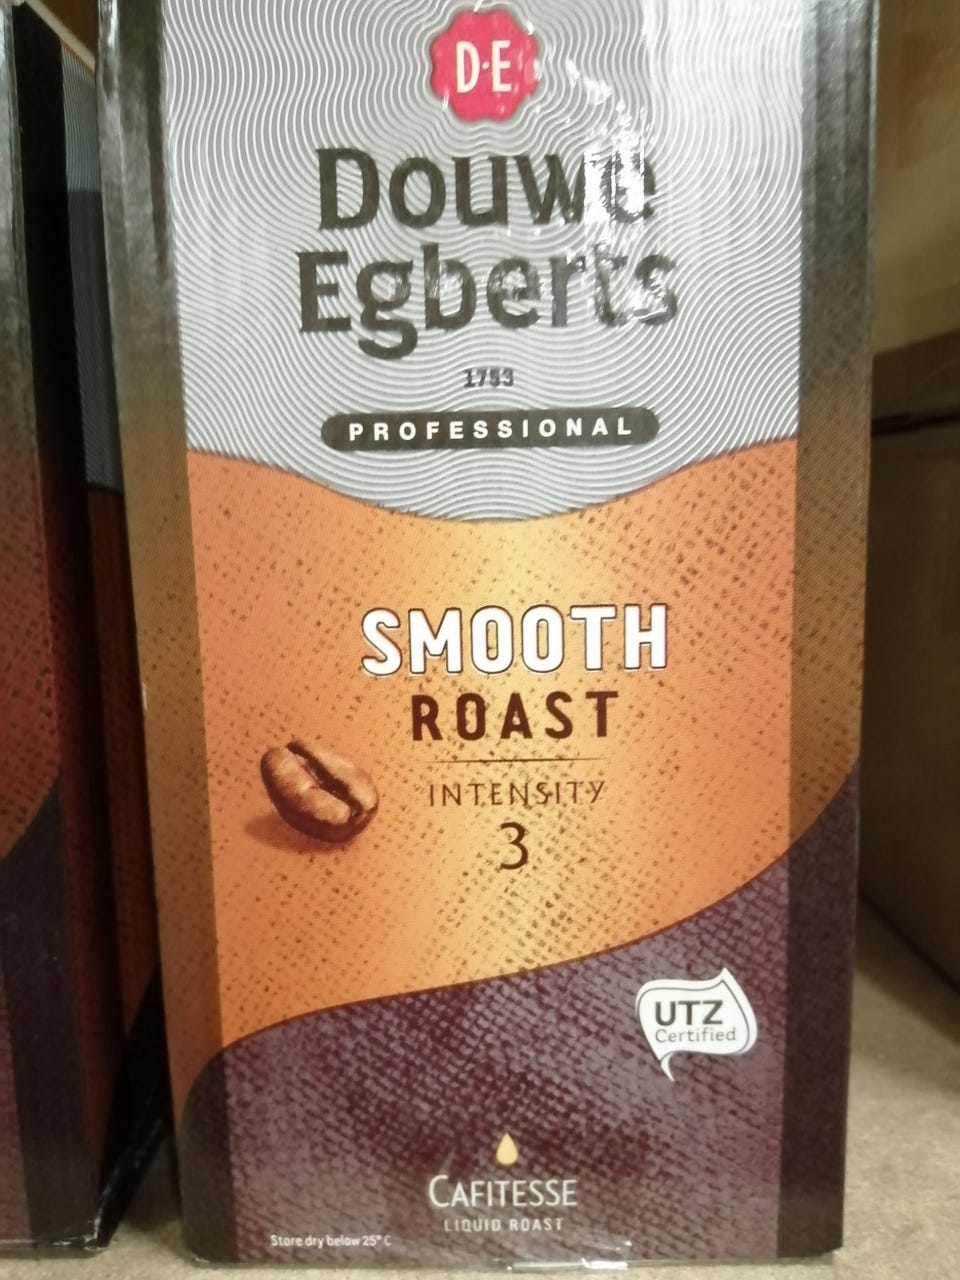 D·E
Douwe
Egberts
1753
PROFESSIONAL
SMOOTH
ROAST
INTENSITY
3
UTZ
Certified
CAFITESSE
LIQUID ROAST
Store dry below 25° C